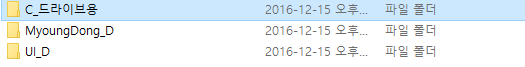 C_드라이브용 2016-12-15 오후... 파일 폴더
MyoungDong_D 2016-12-15 오후... 파일 폴더
UI_D 2016-12-15 오후... 파일 폴더